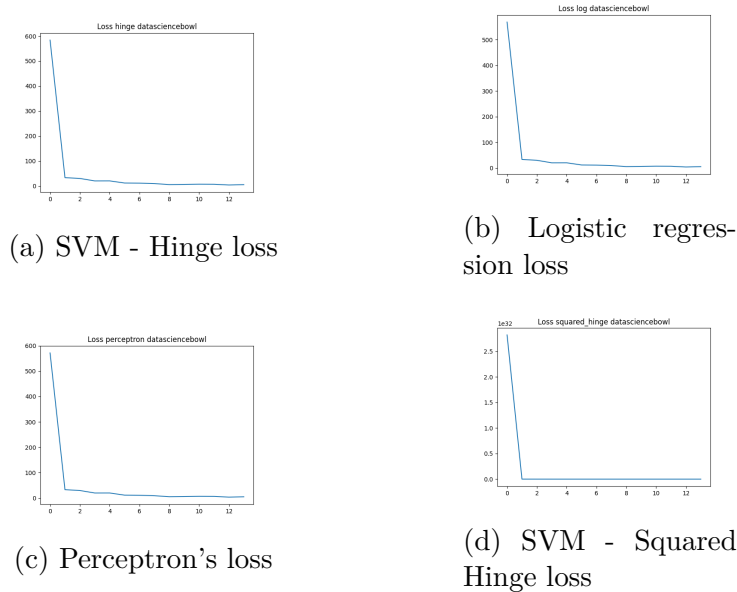 Loss hinge datasciencebowl
600
500
400
300
200
100
0
0 2 4 6 8 10 12
(a) SVM - Hinge loss
Loss log datasciencebowl
500
400
300
200
100
0
0 2 4 6 8 10 12
(b) Logistic regres-
sion loss
Loss perceptron datasciencebowl
600
500
400
300
200
100
0
0 2 4 6 8 10 12
(c) Perceptron's loss
1e32
Loss squared_hinge datasciencebowl
2.5
2.0
1.5
1.0
0.5
0.0
0 2 4 6 8 10 12
(d) SVM - Squared
Hinge loss